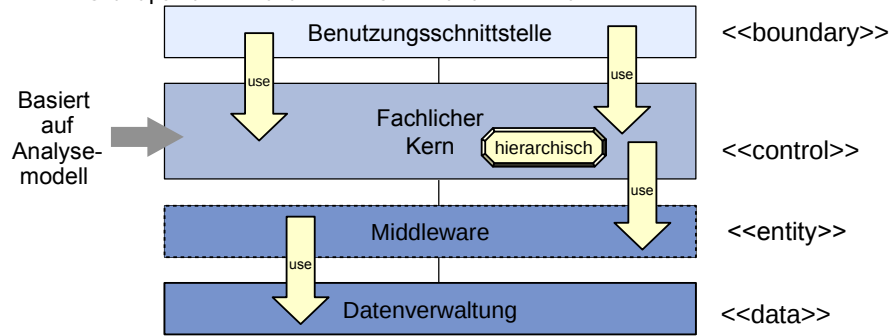 Benutzungsschnittstelle
<<boundary>>
use
use
Basiert
auf
Analyse-
modell
Fachlicher
Kern
hierarchisch
<<control>>
use
Middleware
<<entity>>
use
Datenverwaltung
<<data>>